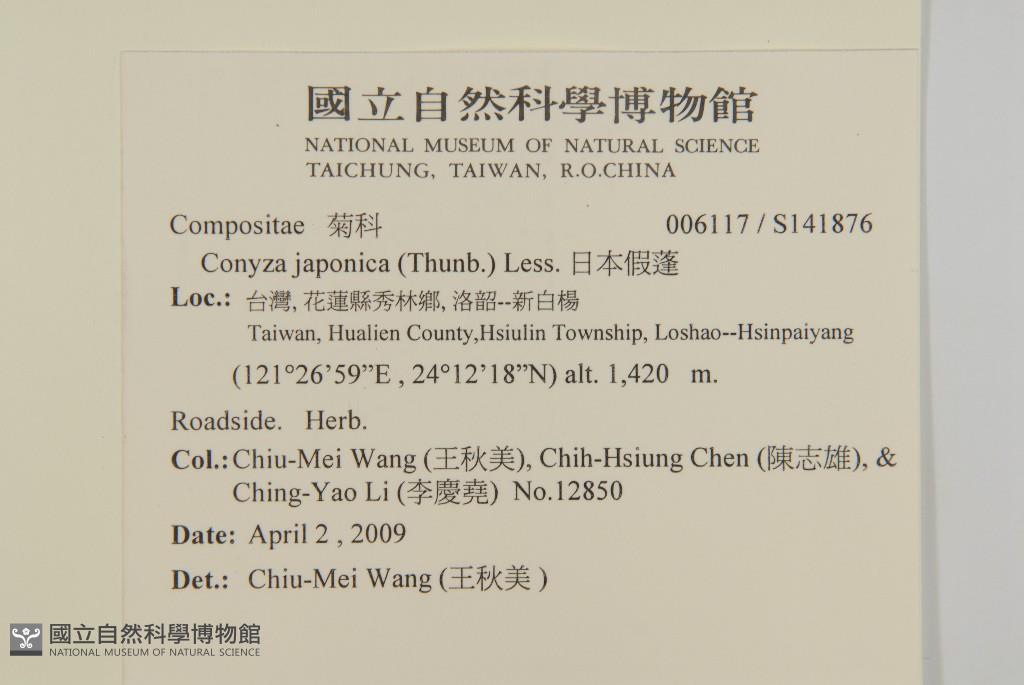 國立自然科學博物館
NATIONAL MUSEUM OF NATURAL SCIENCE
TAICHUNG, TAIWAN, R.O.CHINA
Compositae 菊科 006117 / S141876
Conyza japonica (Thunb.) Less. 日本假蓬
Loc.: 台灣, 花蓮縣秀林鄉, 洛韶--新白楊
Taiwan, Hualien County,Hsiulin Township, Loshao--Hsinpaiyang
(121°26’59”E , 24°12’18”N) alt. 1,420 m.
Roadside. Herb.
Col.: Chiu-Mei Wang (王秋美), Chih-Hsiung Chen (陳志雄), &
Ching-Yao Li (李慶堯) No.12850
Date: April 2 , 2009
Det.: Chiu-Mei Wang (王秋美 )
國立自然科學博物館
NATIONAL MUSEUM OF NATURAL SCIENCE